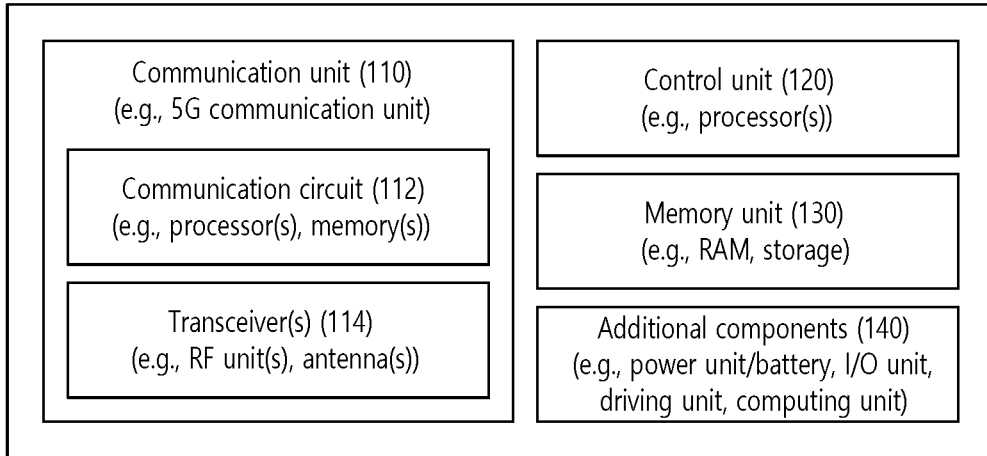 Communication unit (110)
(e.g., 5G communication unit)
Communication circuit (112)
(e.g., processor(s), memory(s))
Transceiver(s) (114)
(e.g., RF unit(s), antenna(s))
Control unit (120)
(e.g., processor(s))
Memory unit (130)
(e.g., RAM, storage)
Additional components (140)
(e.g., power unit/battery, I/O unit,
driving unit, computing unit)